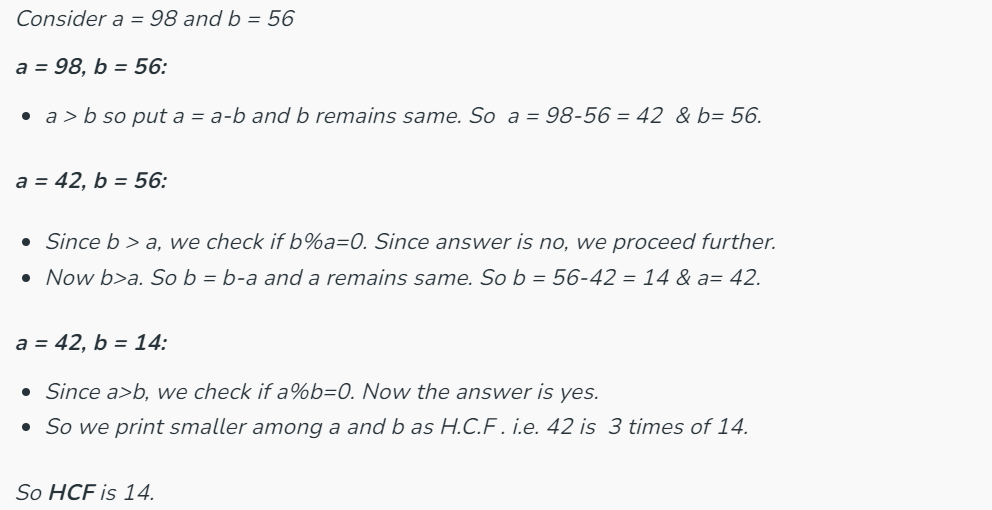 Consider a = 98 and b = 56
a = 98, b = 56:
• a > b so put a = a-b and b remains same. So  a = 98-56 = 42  & b= 56.
a = 42, b = 56:
• Since b > a, we check if b%a=0. Since answer is no, we proceed further.
• Now b>a. So b = b-a and a remains same. So b = 56-42 = 14 & a= 42.
a = 42, b = 14:
• Since a>b, we check if a%b=0. Now the answer is yes.
• So we print smaller among a and b as H.C.F . i.e. 42 is  3 times of 14.
So HCF is 14.